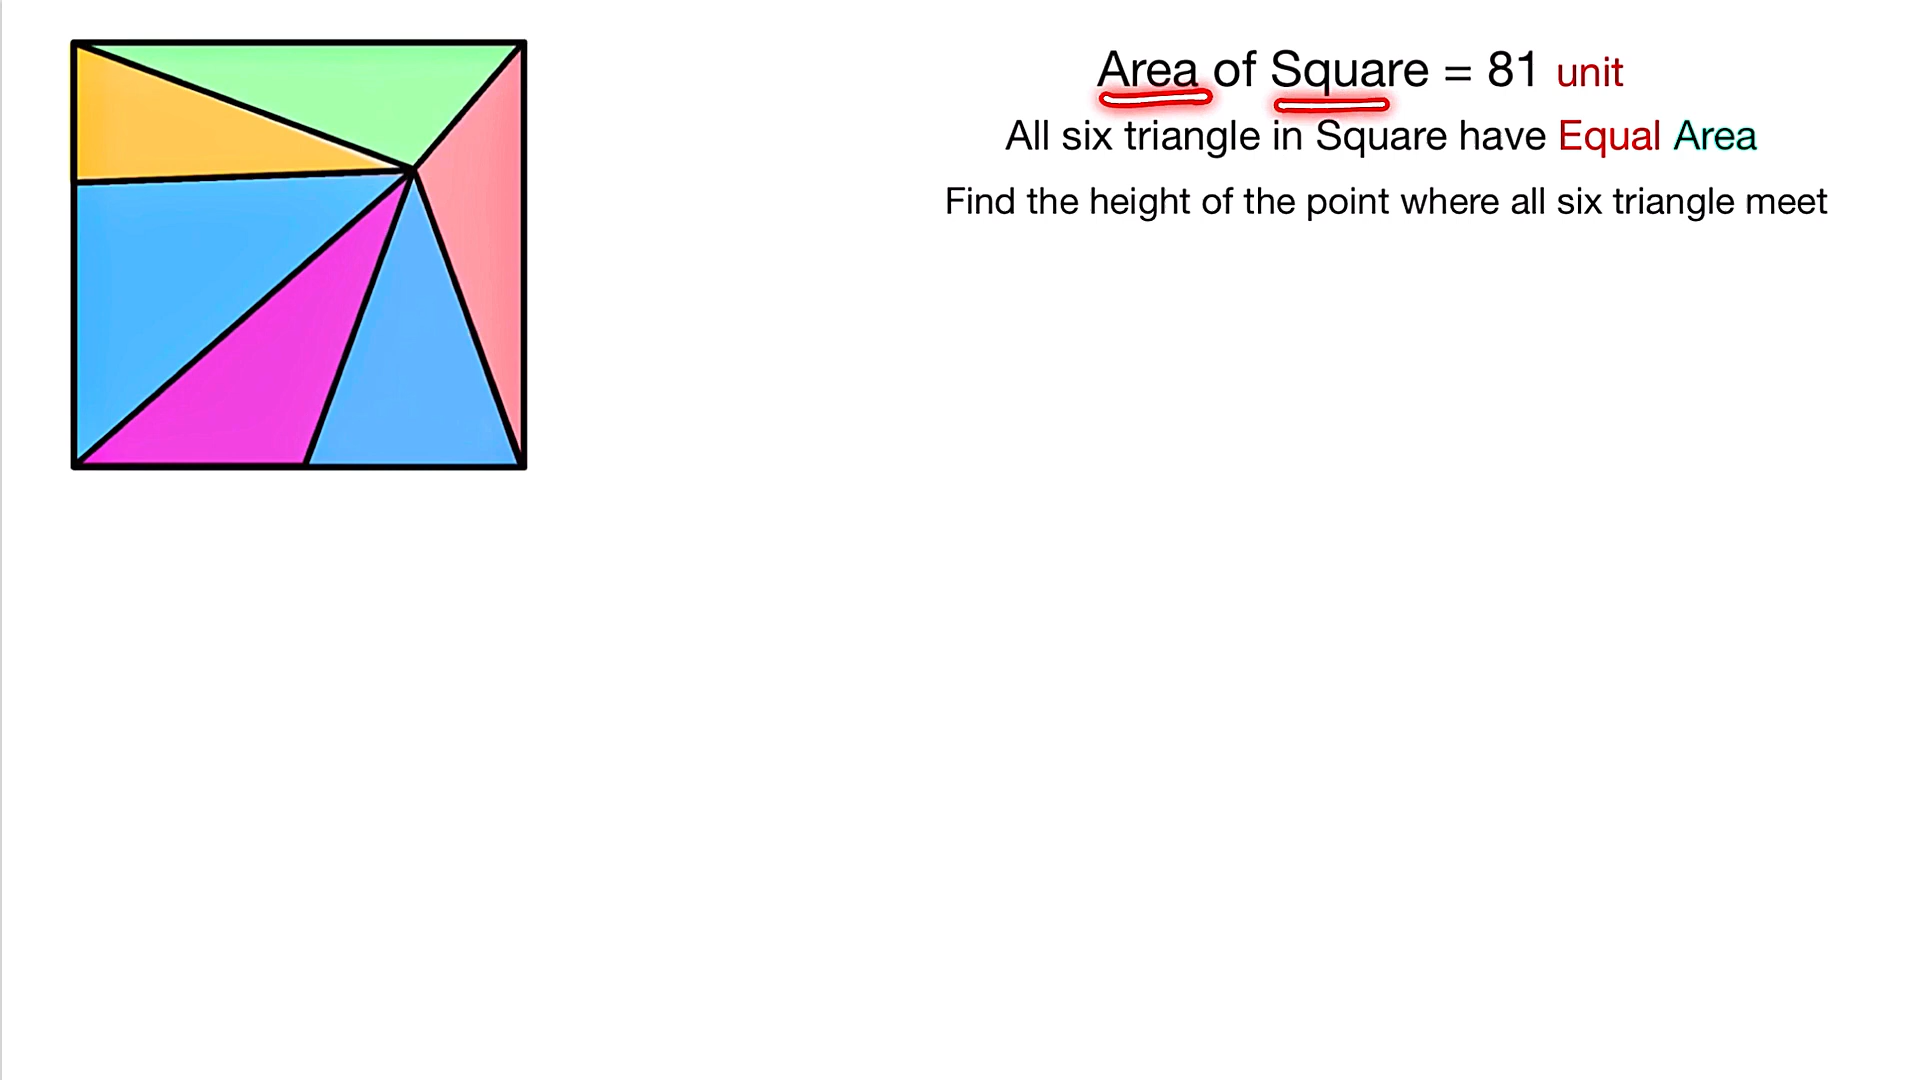 Area of Square = 81 unit
All six triangle in Square have Equal Area
Find the height of the point where all six triangle meet